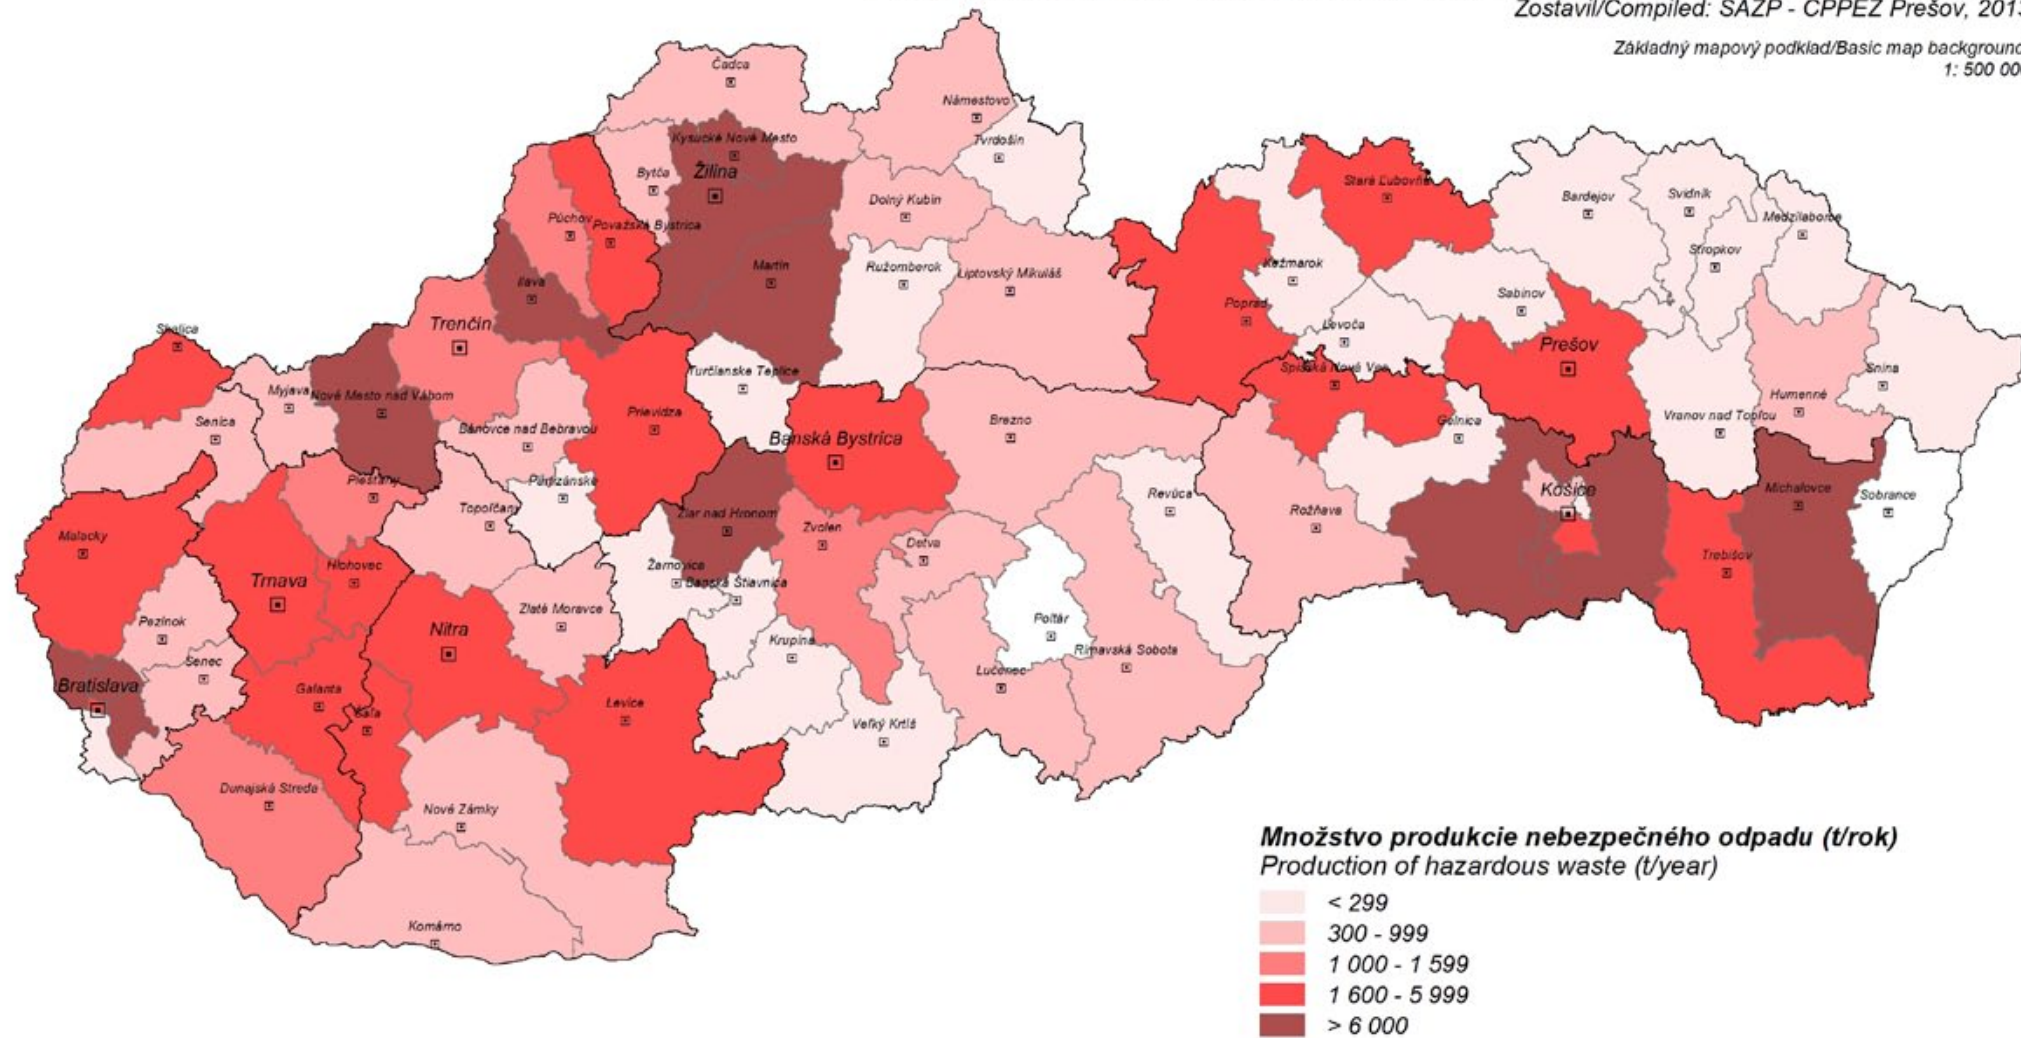 Zostavil/Compiled: SAŽP - CPPEZ Prešov, 2013
Základný mapový podklad/Basic map background
1: 500 00
Čadca
Námestovo
Tvrdošín
Kysucké Nové Mesto
Bytča
Žilina
Dolný Kubín
Stará Ľubovňa
Bardejov
Svidník
Medzilaborce
Púchov
Považská Bystrica
Stropkov
Ilava
Martin
Ružomberok
Liptovský Mikuláš
Kežmarok
Poprad
Sabinov
Trenčín
Levoča
Prešov
Skalica
Turčianske Teplice
Spišská Nová Ves
Snina
Myjava
Nové Mesto nad Váhom
Humenné
Senica
Bánovce nad Bebravou
Prievidza
Banská Bystrica
Brezno
Gelnica
Vranov nad Topľou
Piešťany
Partizánske
Topoľčany
Revúca
Rožňava
Košice
Michalovce
Sobrance
Malacky
Žiar nad Hronom
Zvolen
Detva
Trebišov
Trnava
Hlohovec
Žarnovica
Banská Štiavnica
Pezinok
Nitra
Zlaté Moravce
Krupina
Poltár
Rimavská Sobota
Senec
Lučenec
Bratislava
Galanta
Šaľa
Levice
Veľký Krtíš
Dunajská Streda
Nové Zámky
Komárno
Množstvo produkcie nebezpečného odpadu (t/rok)
Production of hazardous waste (t/year)
< 299
300 - 999
1 000 - 1 599
1 600 - 5 999
> 6 000